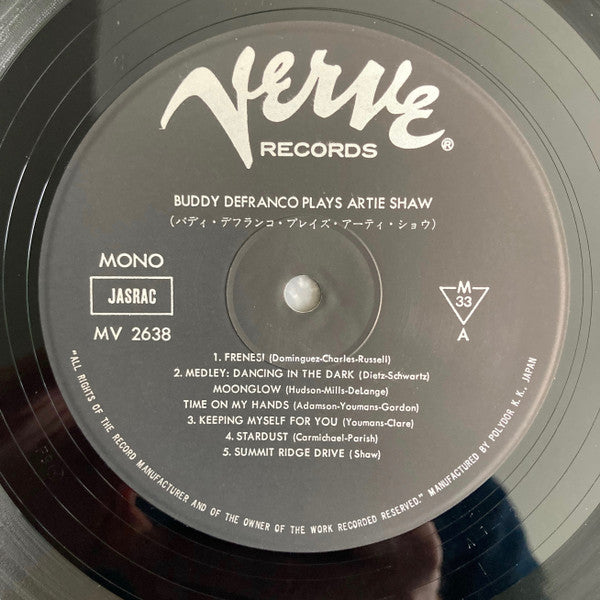 VERVE®
RECORDS
BUDDY DEFRANCO PLAYS ARTIE SHAW
(バディ・デフランコ・プレイズ・アーティ・ショウ)
MONO
JASRAC
MV 2638
M
33
A
1. FRENESI (Dominguez-Charles-Russell)
2. MEDLEY: DANCING IN THE DARK (Dietz-Schwartz)
MOONGLOW (Hudson-Mills-DeLange)
TIME ON MY HANDS (Adamson-Youmans-Gordon)
3. KEEPING MYSELF FOR YOU (Youmans-Clare)
4. STARDUST (Carmichael-Parish)
5. SUMMIT RIDGE DRIVE (Shaw)
"ALL RIGHTS OF THE RECORD MANUFACTURER AND OF THE OWNER OF THE WORK RECORDED RESERVED." MANUFACTURED BY POLYDOR K. K., JAPAN